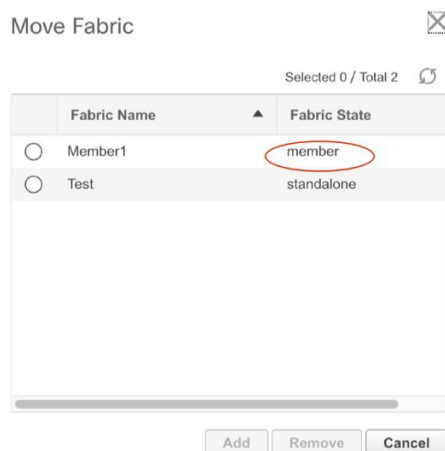 Move Fabric
Selected 0 / Total 2
Fabric Name Fabric State
Member1 member
Test standalone
Add Remove Cancel